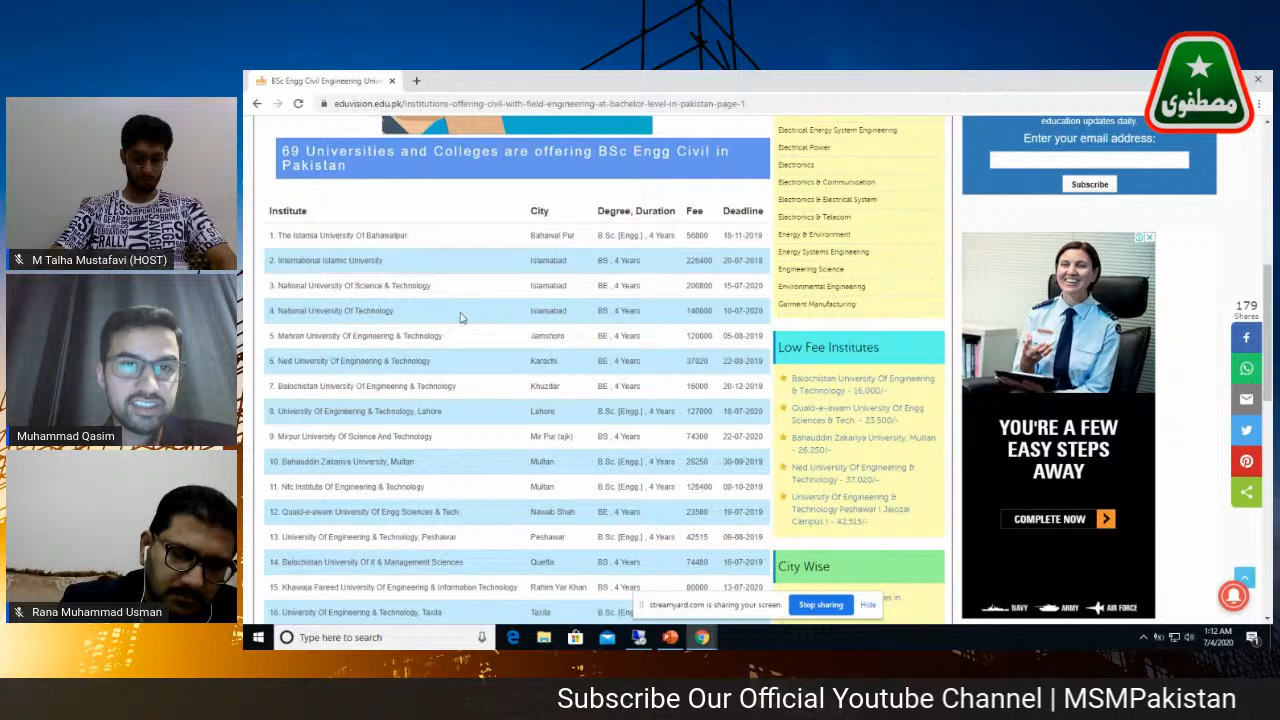 BSc Engg Civil Engineering Univ
eduvision.edu.pk/institutions-offering-civil-with-field-engineering-at-bachelor-level-in-pakistan-page-1
مصطفوی
M Talha Mustafavi (HOST)
Muhammad Qasim
Rana Muhammad Usman
69 Universities and Colleges are offering BSc Engg Civil in
Pakistan
Institute City Degree, Duration Fee Deadline
1. The Islamia University Of Bahawalpur Bahawal Pur B.Sc. [Engg.] , 4 Years 56800 18-11-2019
2. International Islamic University Islamabad BS , 4 Years 226400 20-07-2018
3. National University Of Science & Technology Islamabad BE , 4 Years 200800 15-07-2020
4. National University Of Technology Islamabad BS , 4 Years 140000 10-07-2020
5. Mehran University Of Engineering & Technology Jamshoro BE , 4 Years 120000 05-08-2019
6. Ned University Of Engineering & Technology Karachi BE , 4 Years 37020 22-08-2019
7. Balochistan University Of Engineering & Technology Khuzdar BE , 4 Years 16000 20-12-2019
8. University Of Engineering & Technology, Lahore Lahore B.Sc. [Engg.] , 4 Years 127000 18-07-2020
9. Mirpur University Of Science And Technology Mir Pur (ajk) BS , 4 Years 74300 22-07-2020
10. Bahauddin Zakariya University, Multan Multan B.Sc. [Engg.] , 4 Years 26250 30-09-2019
11. Nfc Institute Of Engineering & Technology Multan B.Sc. [Engg.] , 4 Years 128400 09-10-2019
12. Quaid-e-awam University Of Engg Sciences & Tech. Nawab Shah BE , 4 Years 23500 19-07-2019
13. University Of Engineering & Technology, Peshawar Peshawar B.Sc. [Engg.] , 4 Years 42515 09-08-2019
14. Balochistan University Of It & Management Sciences Quetta BS , 4 Years 74480 16-07-2019
15. Khawaja Fareed University Of Engineering & Information Technology Rahim Yar Khan BS , 4 Years 80000 13-07-2020
16. University Of Engineering & Technology, Taxila Taxila B.Sc
Electrical Energy System Engineering
Electrical Power
Electronics
Electronics & Communication
Electronics & Electrical System
Electronics & Telecom
Energy & Environment
Energy Systems Engineering
Engineering Science
Environmental Engineering
Garment Manufacturing
Low Fee Institutes
Balochistan University Of Engineering
& Technology - 16,000/-
Quaid-e-awam University Of Engg
Sciences & Tech. - 23,500/-
Bahauddin Zakariya University, Multan
- 26,250/-
Ned University Of Engineering &
Technology - 37,020/-
University Of Engineering &
Technology Peshawar ( Jalozai
Campus ) - 42,515/-
City Wise
es in
education updates daily.
Enter your email address:
Subscribe
YOU'RE A FEW
EASY STEPS
AWAY
COMPLETE NOW
NAVY ARMY AIR FORCE
179
Shares
streamyard.com is sharing your screen. Stop sharing Hide
Type here to search
1:12 AM
7/4/2020
Subscribe Our Official Youtube Channel | MSMPakistan